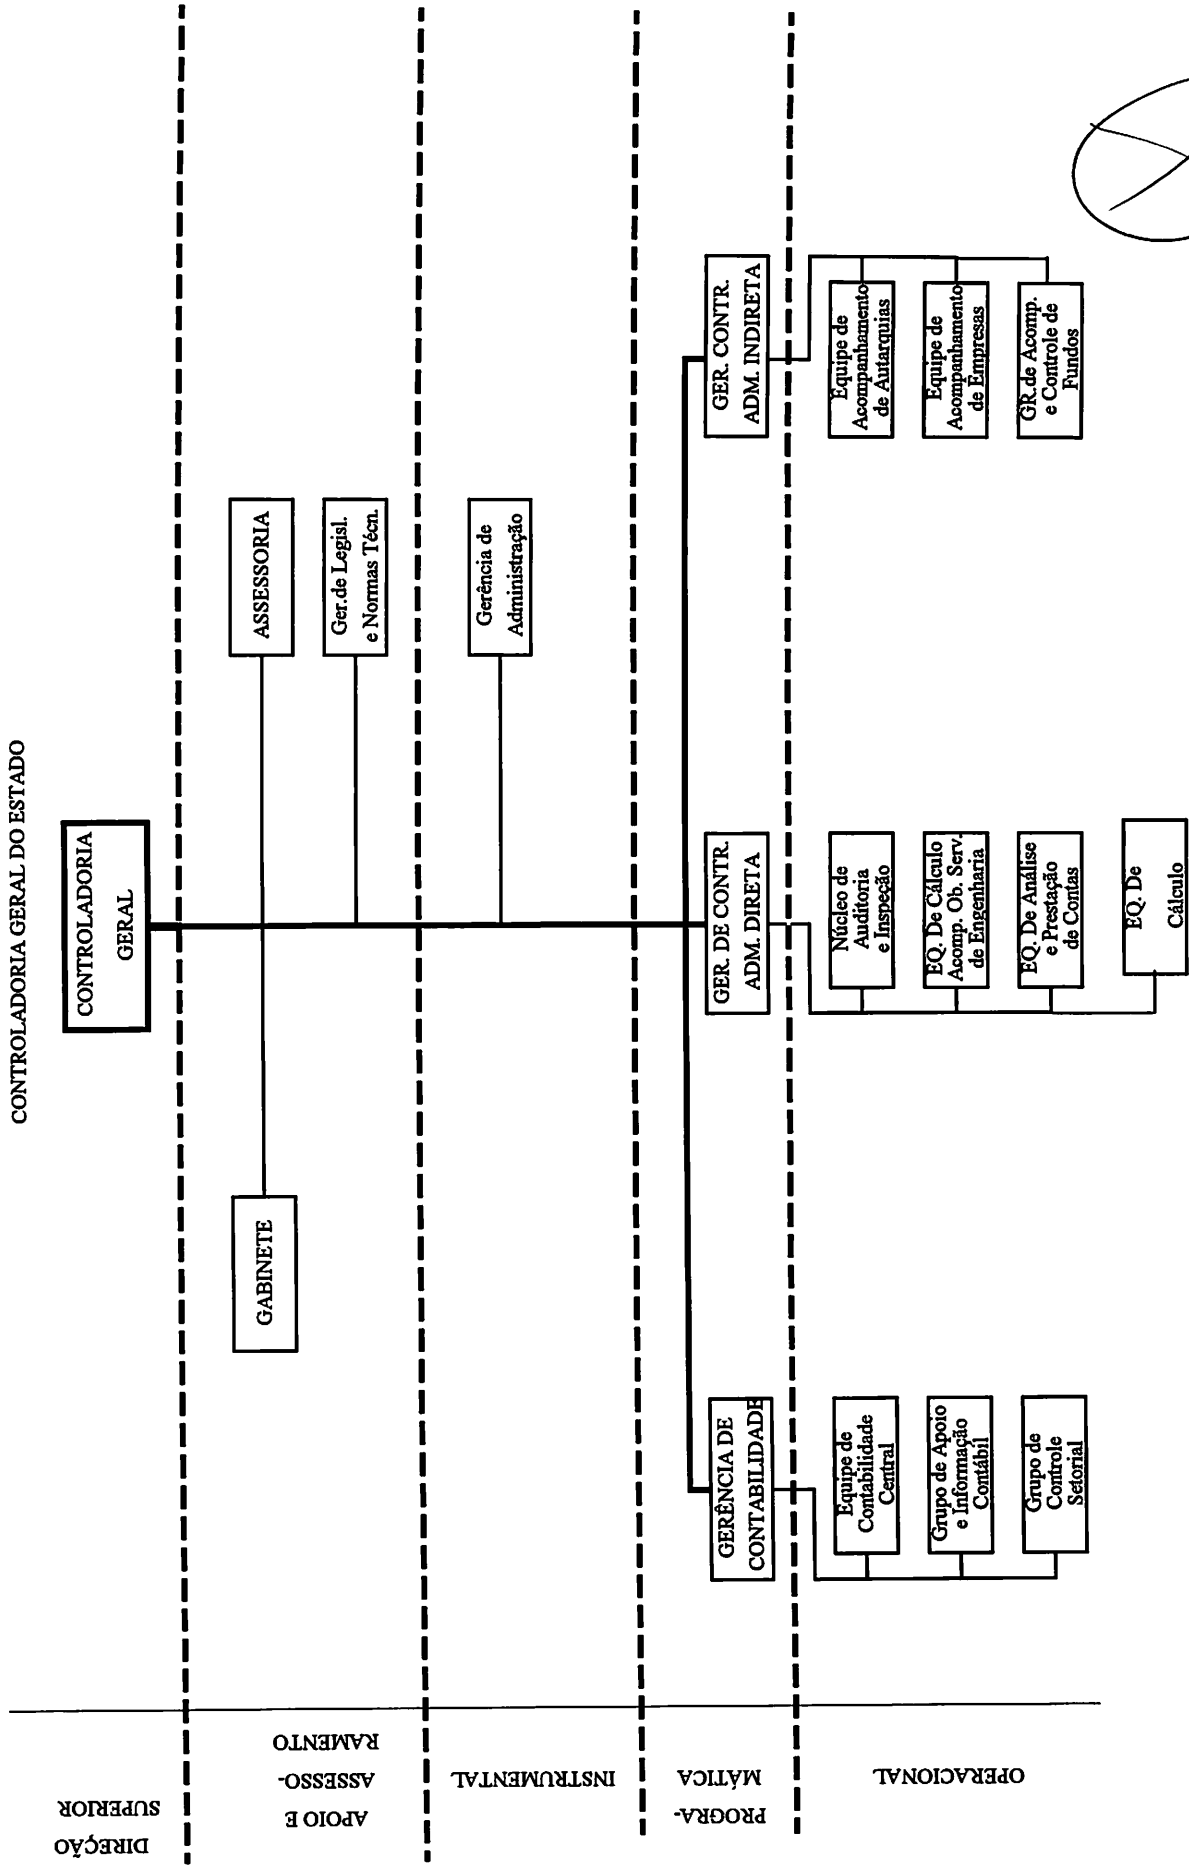 CONTROLADORIA GERAL DO ESTADO
DIREÇÃO
SUPERIOR
CONTROLADORIA
GERAL
APOIO E
ASSESSO-
RAMENTO
GABINETE
ASSESSORIA
Ger.de Legisl.
e Normas Técn.
INSTRUMENTAL
Gerência de
Administração
PROGRA-
MÁTICA
GERÊNCIA DE
CONTABILIDADE
GER. DE CONTR.
ADM. DIRETA
GER. CONTR.
ADM. INDIRETA
OPERACIONAL
Equipe de
Contabilidade
Central
Grupo de Apoio
e Informação
Contábil
Grupo de
Controle
Setorial
Núcleo de
Auditoria
e Inspeção
EQ. De Cálculo
Acomp. Ob. Serv.
de Engenharia
EQ. De Análise
e Prestação
de Contas
EQ. De
Cálculo
Equipe de
Acompanhamento
de Autarquias
Equipe de
Acompanhamento
de Empresas
GR.de Acomp.
e Controle de
Fundos